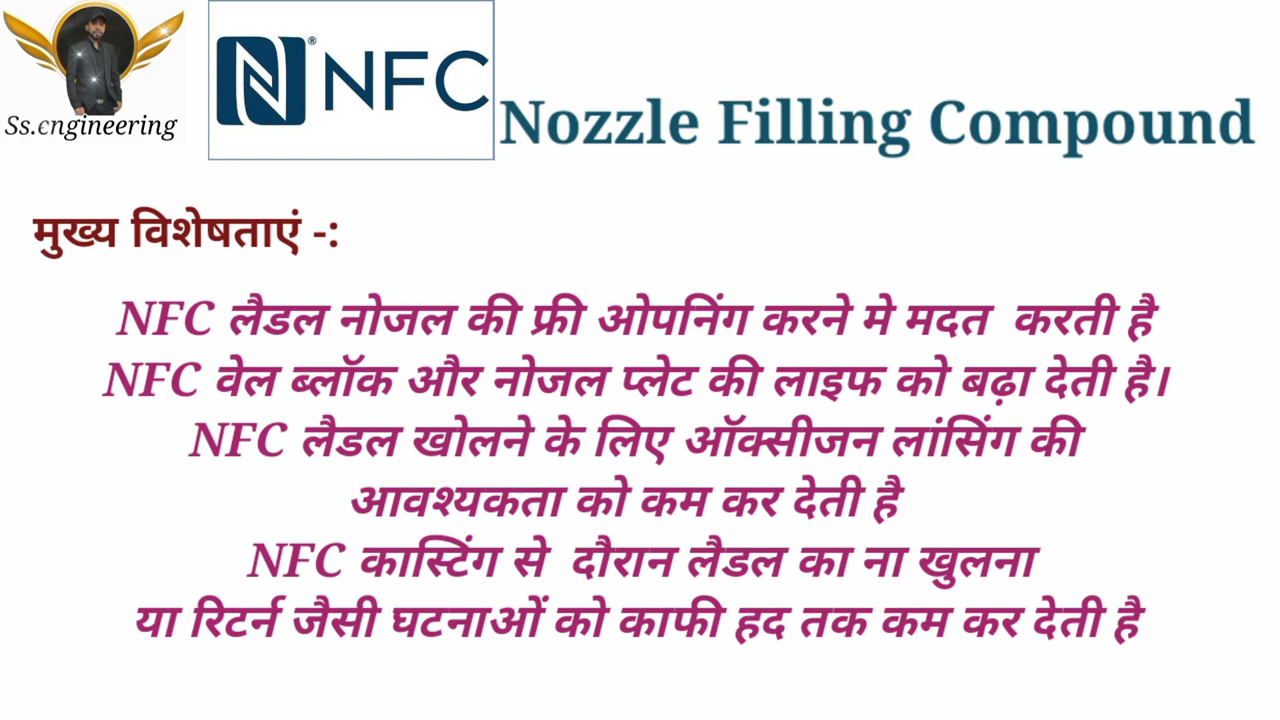 Ss.engineering
NFC
Nozzle Filling Compound
मुख्य विशेषताएं -:
NFC लैडल नोजल की फ्री ओपनिंग करने मे मदत करती है
NFC वेल ब्लॉक और नोजल प्लेट की लाइफ को बढ़ा देती है।
NFC लैडल खोलने के लिए ऑक्सीजन लांसिंग की
आवश्यकता को कम कर देती है
NFC कास्टिंग से दौरान लैडल का ना खुलना
या रिटर्न जैसी घटनाओं को काफी हद तक कम कर देती है